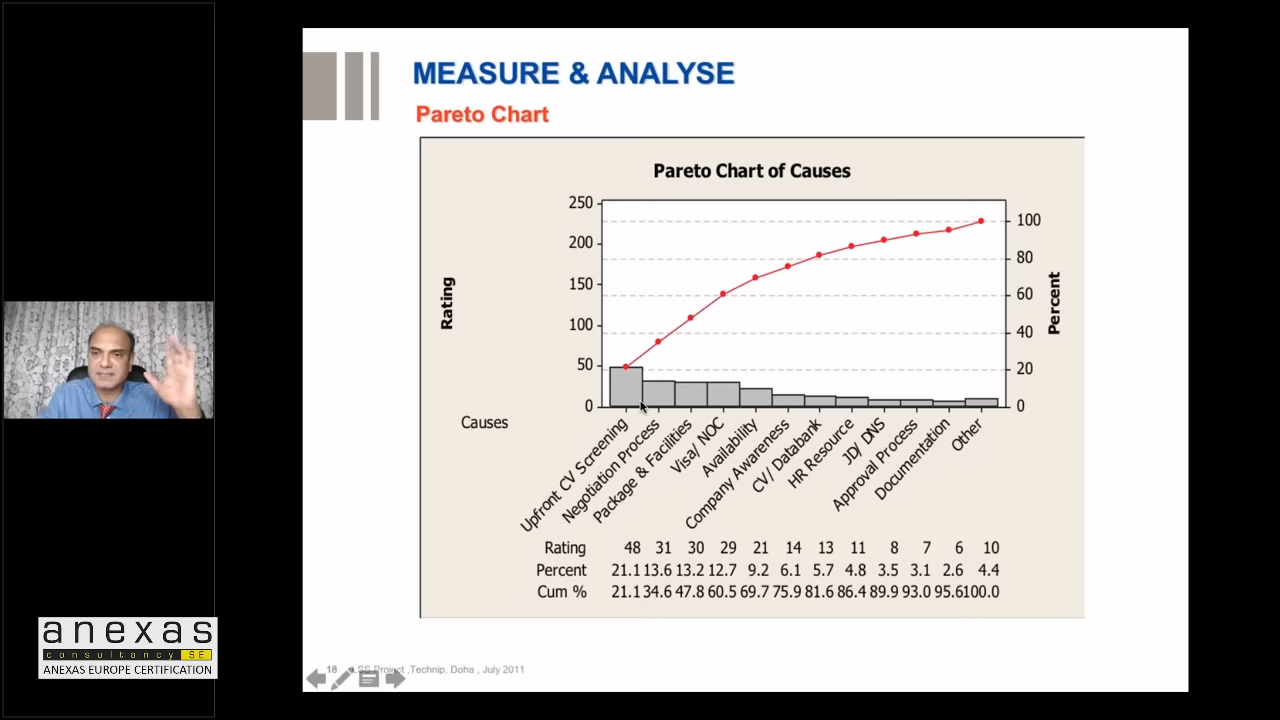 MEASURE & ANALYSE
Pareto Chart
Pareto Chart of Causes
250
200
150
100
50
0
Rating
100
80
60
40
20
0
Percent
Causes
Upfront CV Screening
Negotiation Process
Package & Facilities
Visa/ NOC
Availability
Company Awareness
CV/ Databank
HR Resource
JD/ DNS
Approval Process
Documentation
Other
Rating 48 31 30 29 21 14 13 11 8 7 6 10
Percent 21.1 13.6 13.2 12.7 9.2 6.1 5.7 4.8 3.5 3.1 2.6 4.4
Cum % 21.1 34.6 47.8 60.5 69.7 75.9 81.6 86.4 89.9 93.0 95.6 100.0
18 LSS Project ,Technip, Doha , July 2011
anexas
consultancy SE
ANEXAS EUROPE CERTIFICATION